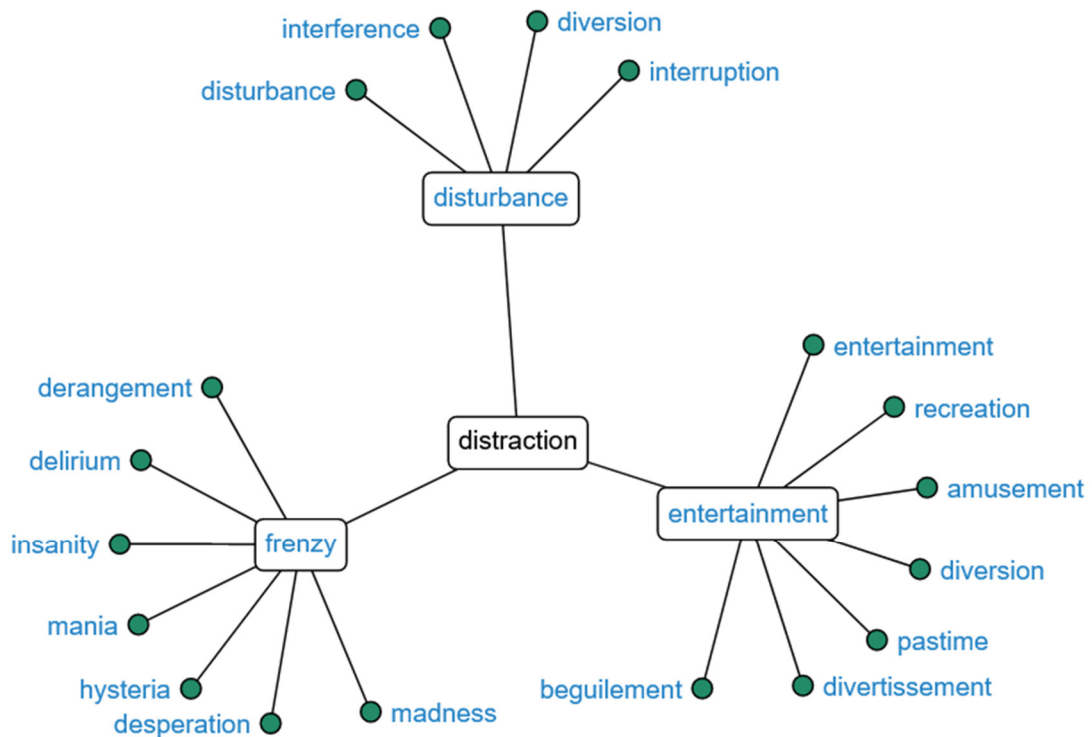 interference
diversion
interruption
disturbance
disturbance
entertainment
recreation
derangement
distraction
delirium
amusement
entertainment
insanity
frenzy
diversion
mania
pastime
hysteria
beguilement
divertissement
desperation
madness